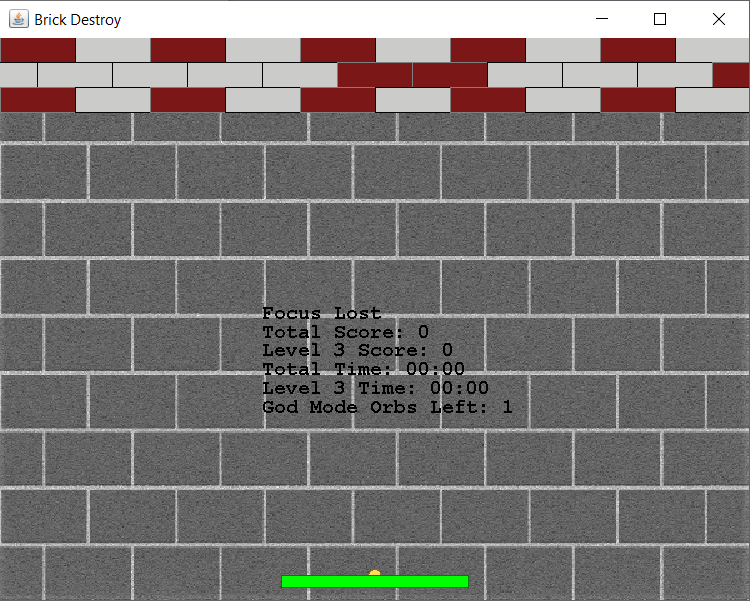 Brick Destroy
Focus Lost
Total Score: 0
Level 3 Score: 0
Total Time: 00:00
Level 3 Time: 00:00
God Mode Orbs Left: 1